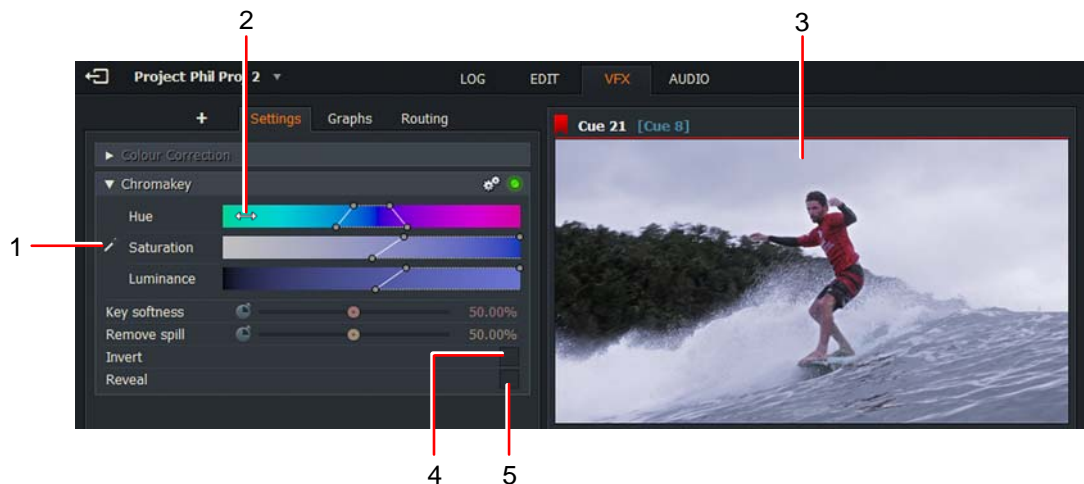 2
3
Project Phil Pro 2
LOG
EDIT
VFX
AUDIO
+
Settings
Graphs
Routing
Cue 21 [Cue 8]
Colour Correction
Chromakey
Hue
1
Saturation
Luminance
Key softness
50.00%
Remove spill
50.00%
Invert
Reveal
4
5